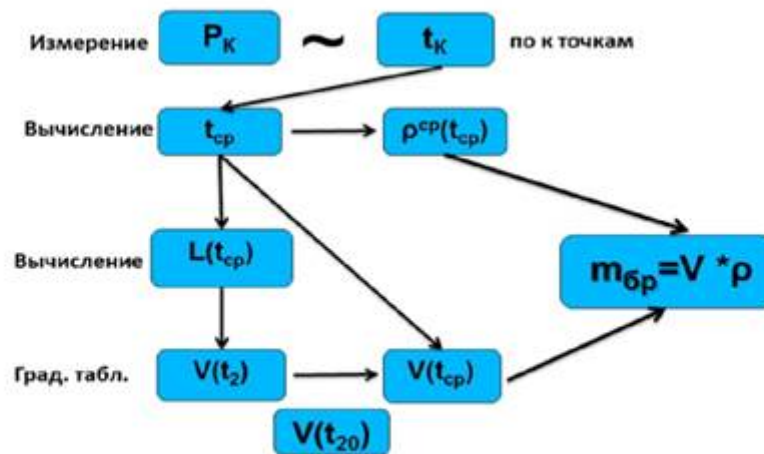 Измерение P_K ~ t_K по к точкам
Вычисление t_ср ρ^ср(t_ср)
Вычисление L(t_ср)
m_бр=V *ρ
Град. табл. V(t_2) V(t_ср)
V(t_20)